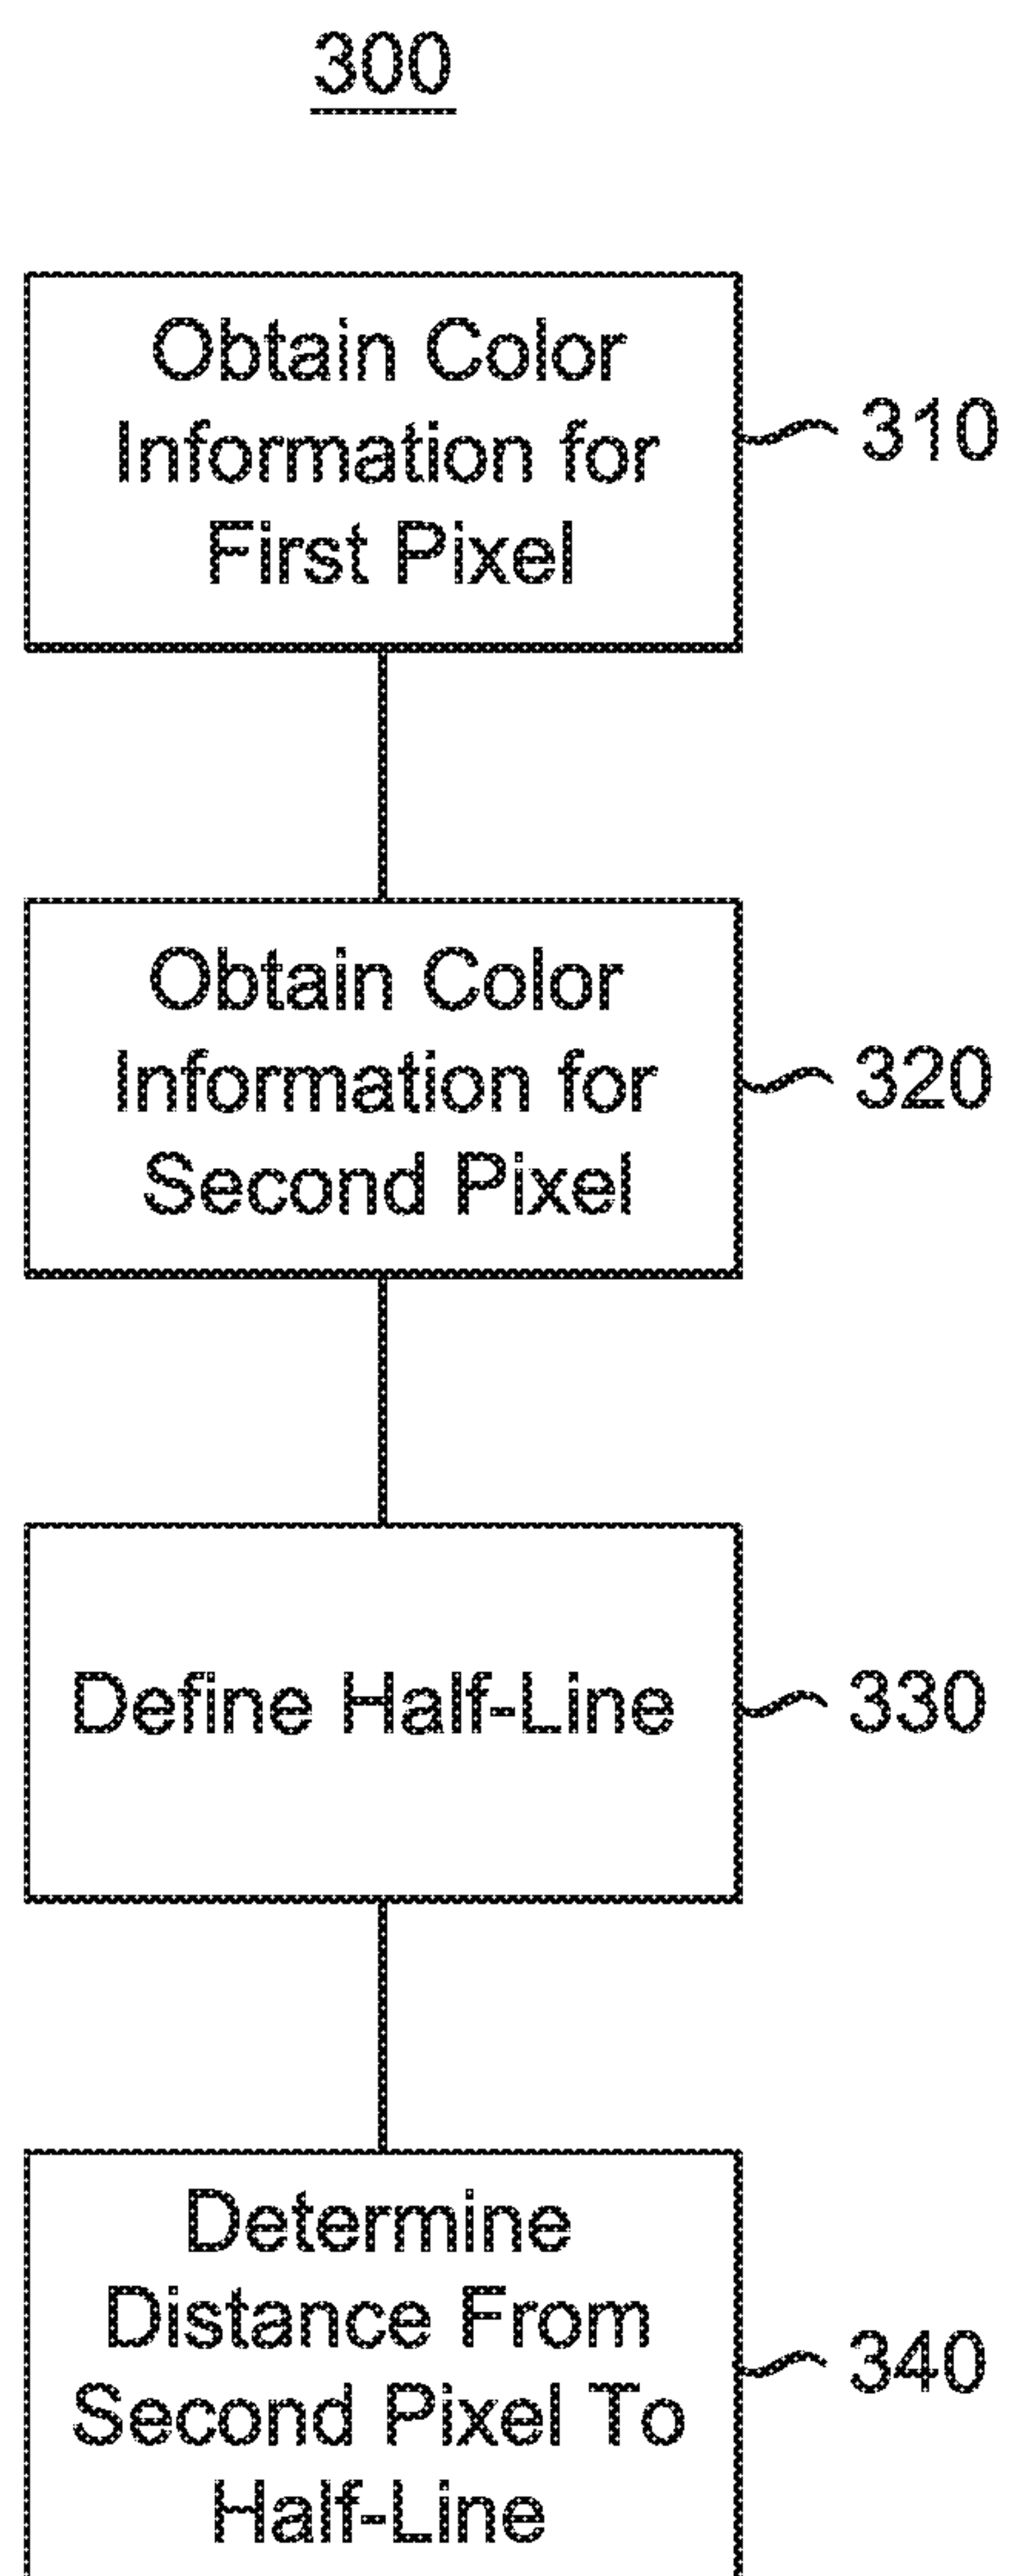 300
Obtain Color
Information for
First Pixel
310
Obtain Color
Information for
Second Pixel
320
Define Half-Line
330
Determine
Distance From
Second Pixel To
Half-Line
340